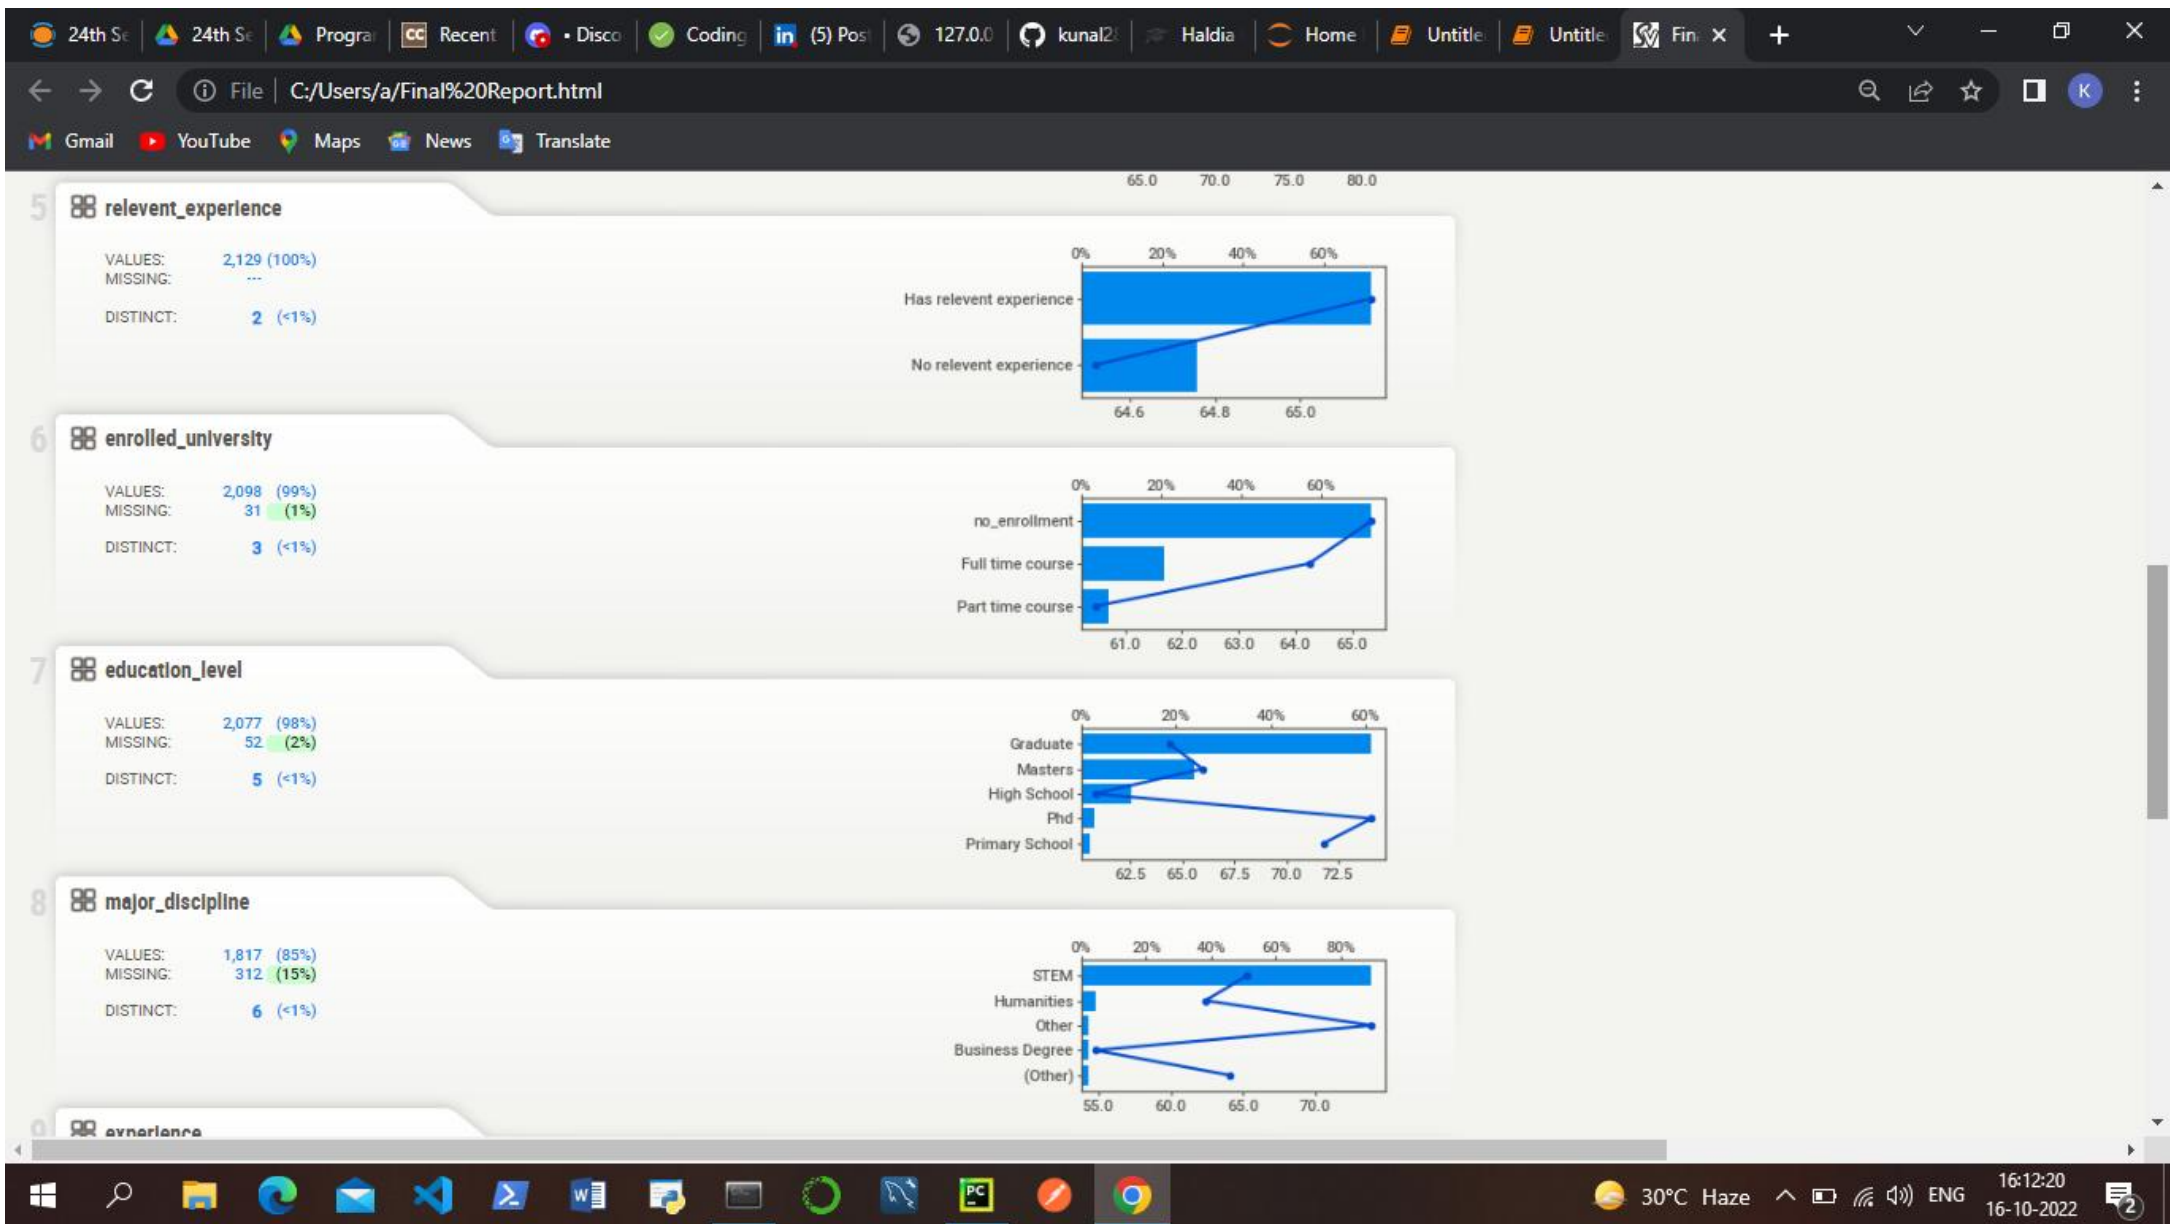 24th Se 24th Se Progra CC Recent • Disco Coding in (5) Pos 127.0.0 kunal2 Haldia Home Untitle Untitle Fin
File C:/Users/a/Final%20Report.html K
Gmail YouTube Maps News Translate
65.0 70.0 75.0 80.0
5 relevent_experience
VALUES: 2,129 (100%)
MISSING: ---
DISTINCT: 2 (<1%)
0% 20% 40% 60%
Has relevent experience
No relevent experience
64.6 64.8 65.0
6 enrolled_university
VALUES: 2,098 (99%)
MISSING: 31 (1%)
DISTINCT: 3 (<1%)
0% 20% 40% 60%
no_enrollment
Full time course
Part time course
61.0 62.0 63.0 64.0 65.0
7 education_level
VALUES: 2,077 (98%)
MISSING: 52 (2%)
DISTINCT: 5 (<1%)
0% 20% 40% 60%
Graduate
Masters
High School
Phd
Primary School
62.5 65.0 67.5 70.0 72.5
8 major_discipline
VALUES: 1,817 (85%)
MISSING: 312 (15%)
DISTINCT: 6 (<1%)
0% 20% 40% 60% 80%
STEM
Humanities
Other
Business Degree
(Other)
55.0 60.0 65.0 70.0
9 experience
30°C Haze ENG 16:12:20
16-10-2022 2